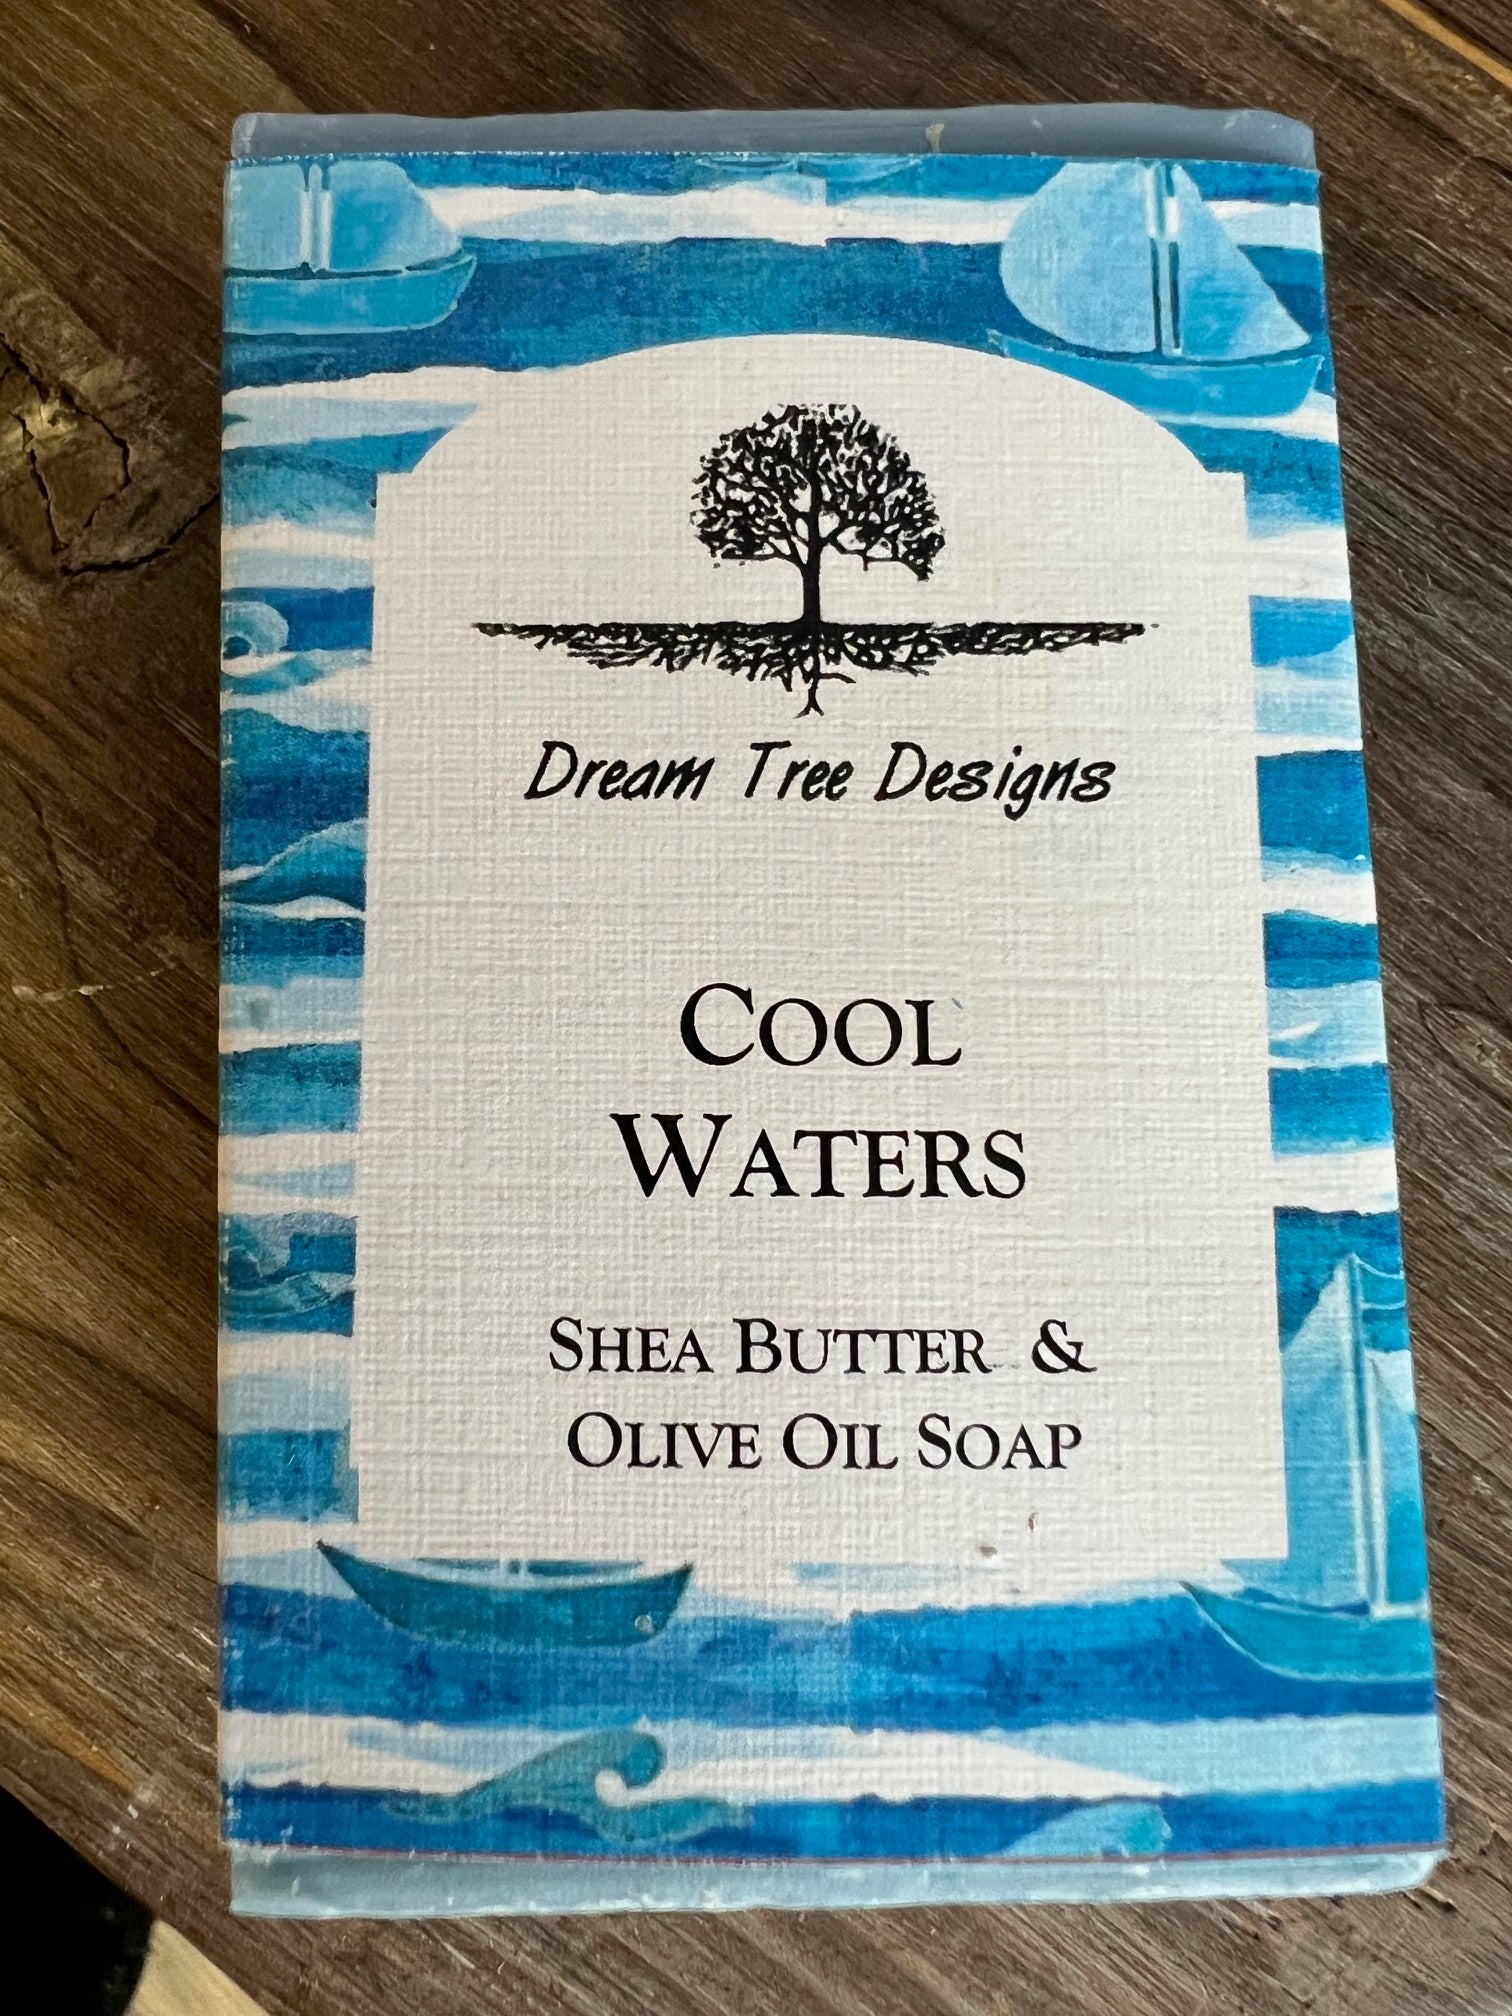 Dream Tree Designs
COOL
WATERS
SHEA BUTTER &
OLIVE OIL SOAP